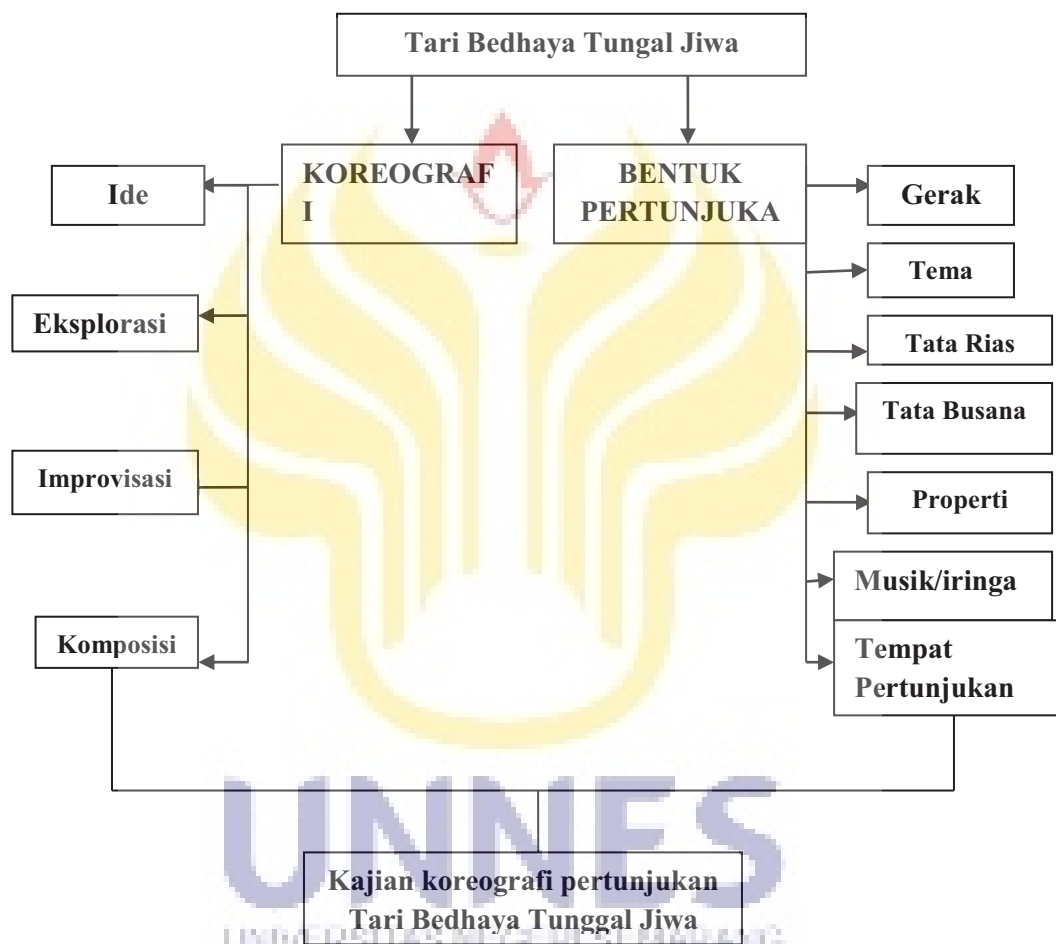 Tari Bedhaya Tungal Jiwa
KOREOGRAF
I
BENTUK
PERTUNJUKA
Ide
Eksplorasi
Improvisasi
Komposisi
Gerak
Tema
Tata Rias
Tata Busana
Properti
Musik/iringa
Tempat
Pertunjukan
UNNES
Kajian koreografi pertunjukan
Tari Bedhaya Tunggal Jiwa